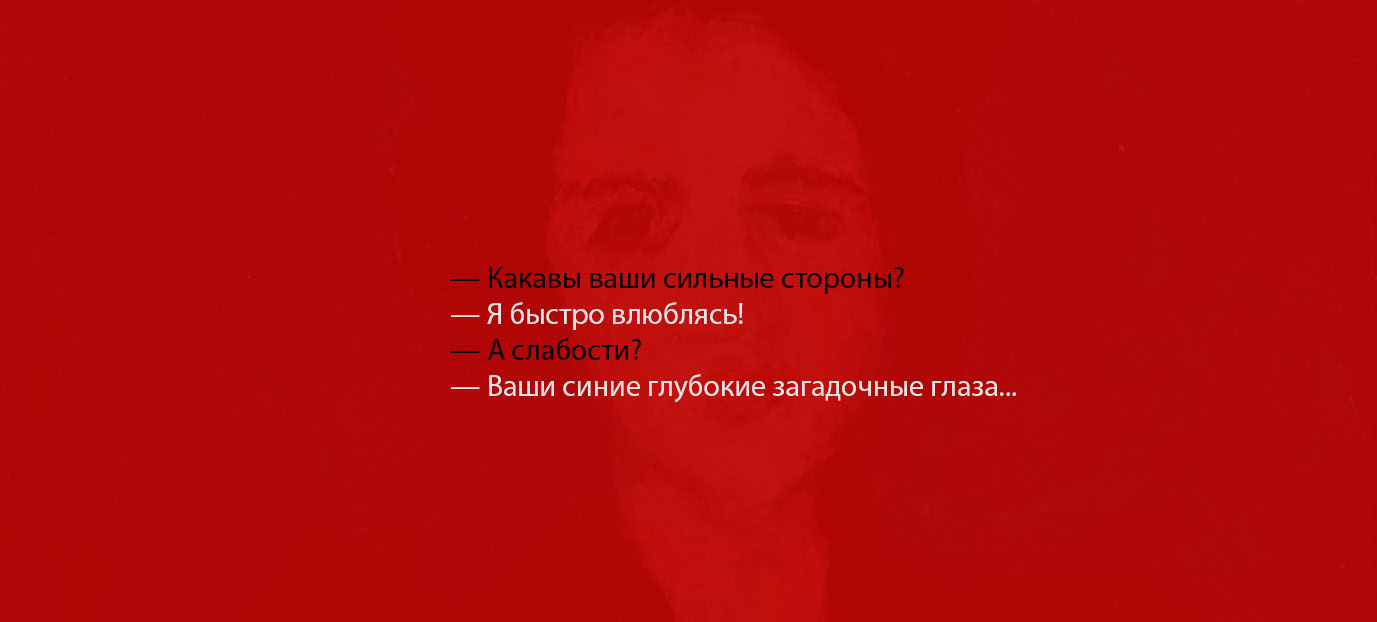 — Какавы ваши сильные стороны?
— Я быстро влюблясь!
— А слабости?
— Ваши синие глубокие загадочные глаза...